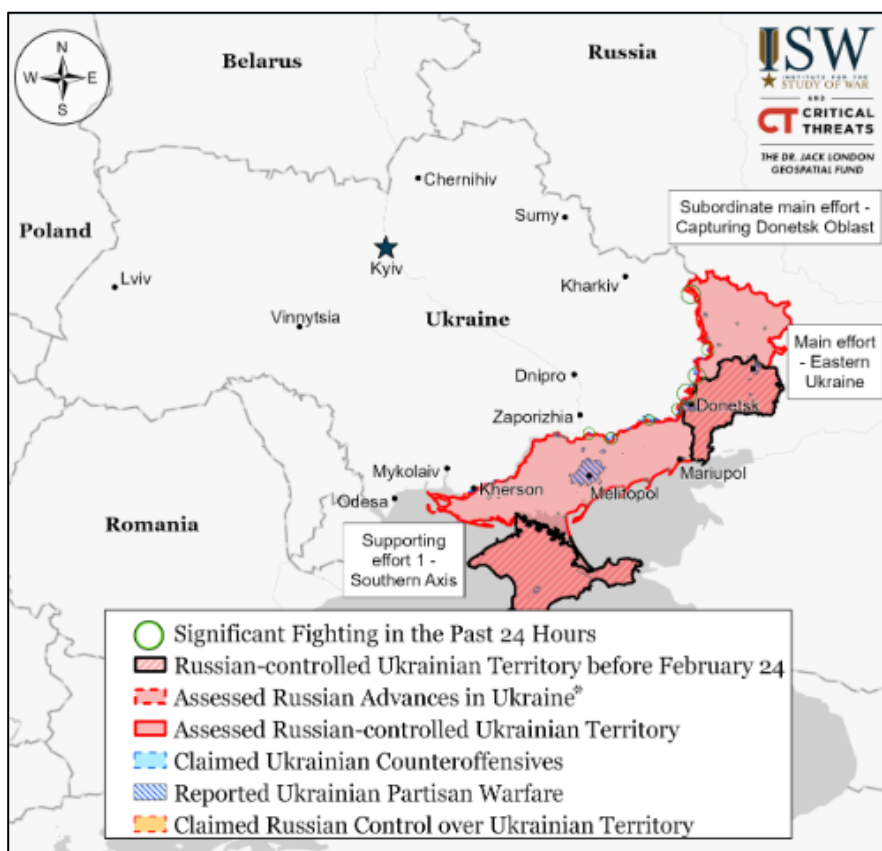 N
W E
S
Belarus
Russia
ISW
INSTITUTE FOR THE
STUDY OF WAR
AND
CT CRITICAL
THREATS
THE DR. JACK LONDON
GEOSPATIAL FUND
Chernihiv
Subordinate main effort -
Capturing Donetsk Oblast
Sumy
Poland
Kyiv
Lviv
Kharkiv
Vinnytsia
Ukraine
Main effort
- Eastern
Ukraine
Dnipro
Donetsk
Zaporizhia
Mykolaiv
Mariupol
Kherson
Melitopol
Odesa
Romania
Supporting
effort 1 -
Southern Axis
Significant Fighting in the Past 24 Hours
Russian-controlled Ukrainian Territory before February 24
Assessed Russian Advances in Ukraine*
Assessed Russian-controlled Ukrainian Territory
Claimed Ukrainian Counteroffensives
Reported Ukrainian Partisan Warfare
Claimed Russian Control over Ukrainian Territory